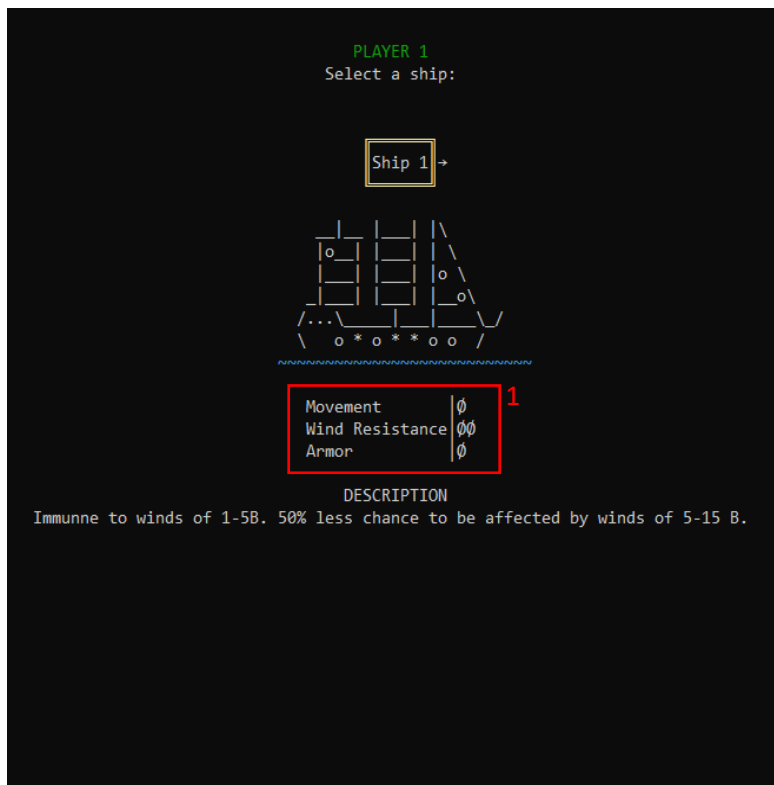 PLAYER 1
Select a ship:
Ship 1 →
1
Movement |Ø
Wind Resistance|ØØ
Armor |Ø
DESCRIPTION
Immunne to winds of 1-5B. 50% less chance to be affected by winds of 5-15 B.